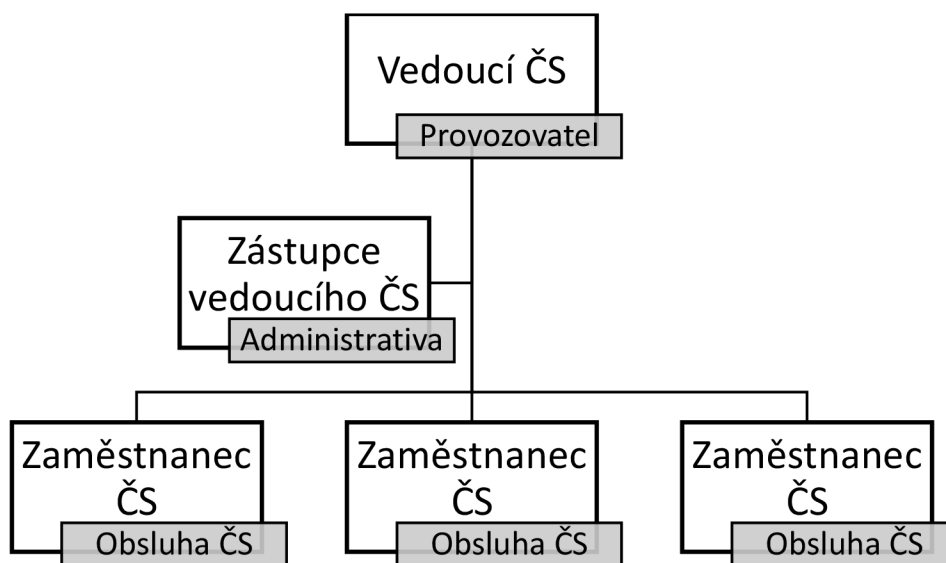 Vedoucí ČS
Provozovatel
Zástupce
vedoucího ČS
Administrativa
Zaměstnanec
ČS
Obsluha ČS
Zaměstnanec
ČS
Obsluha ČS
Zaměstnanec
ČS
Obsluha ČS